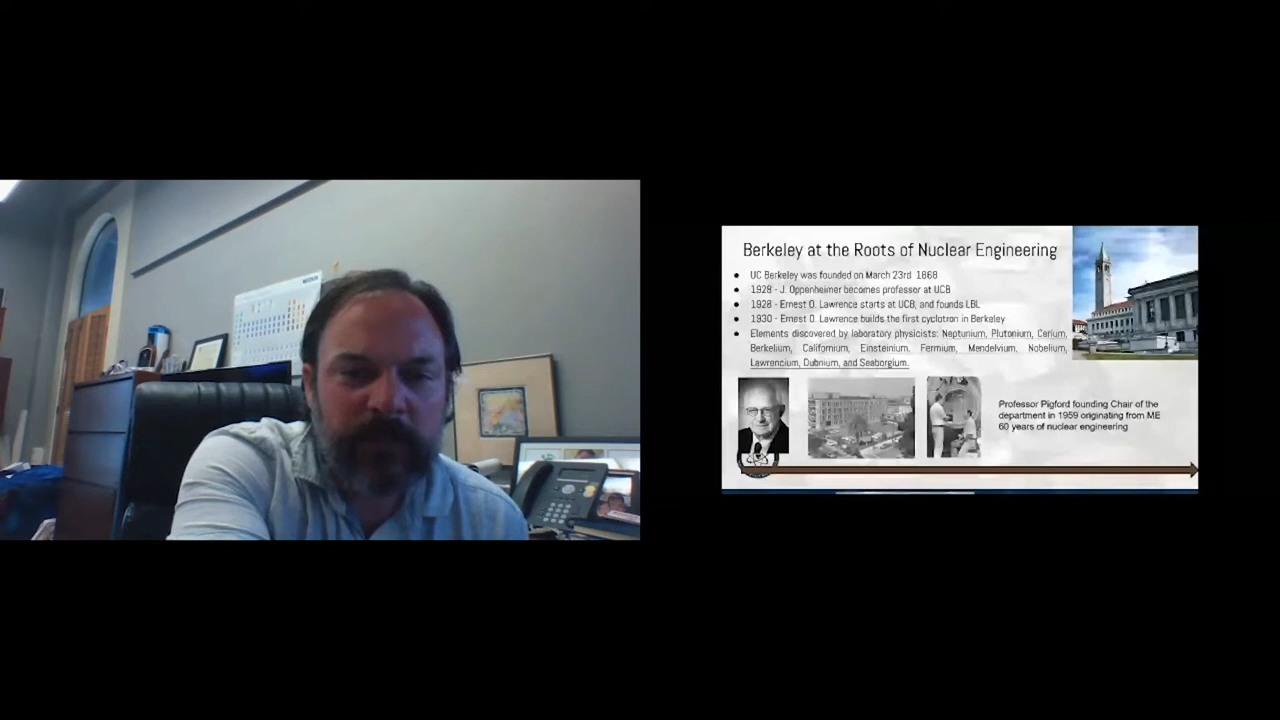 Berkeley at the Roots of Nuclear Engineering
UC Berkeley was founded on March 23rd 1868
1928 - J. Oppenheimer becomes professor at UCB
1928 - Ernest O. Lawrence starts at UCB, and founds LBL
1930 - Ernest O. Lawrence builds the first cyclotron in Berkeley
Elements discovered by laboratory physicists: Neptunium, Plutonium, Curium,
Berkelium, Californium, Einsteinium, Fermium, Mendelvium, Nobelium,
Lawrencium, Dubnium, and Seaborgium.
Professor Pigford founding Chair of the
department in 1959 originating from ME
60 years of nuclear engineering